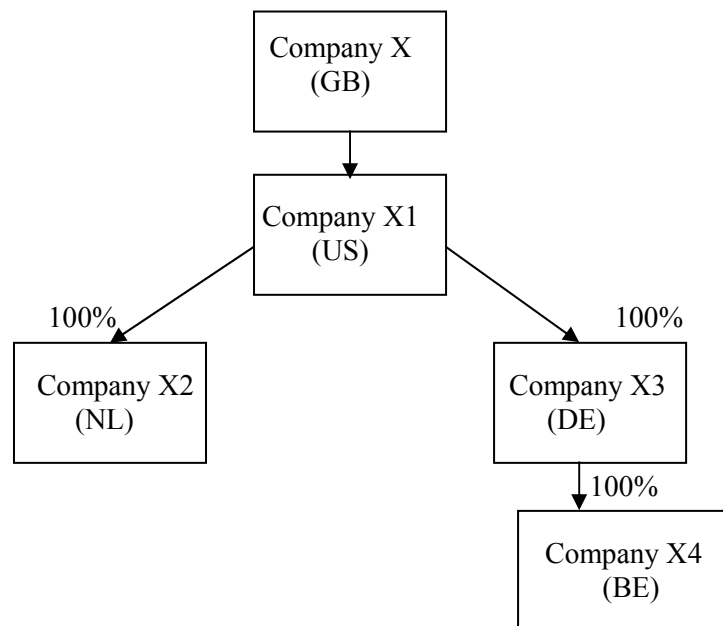 Company X
(GB)
Company X1
(US)
100%
100%
Company X2
(NL)
Company X3
(DE)
100%
Company X4
(BE)